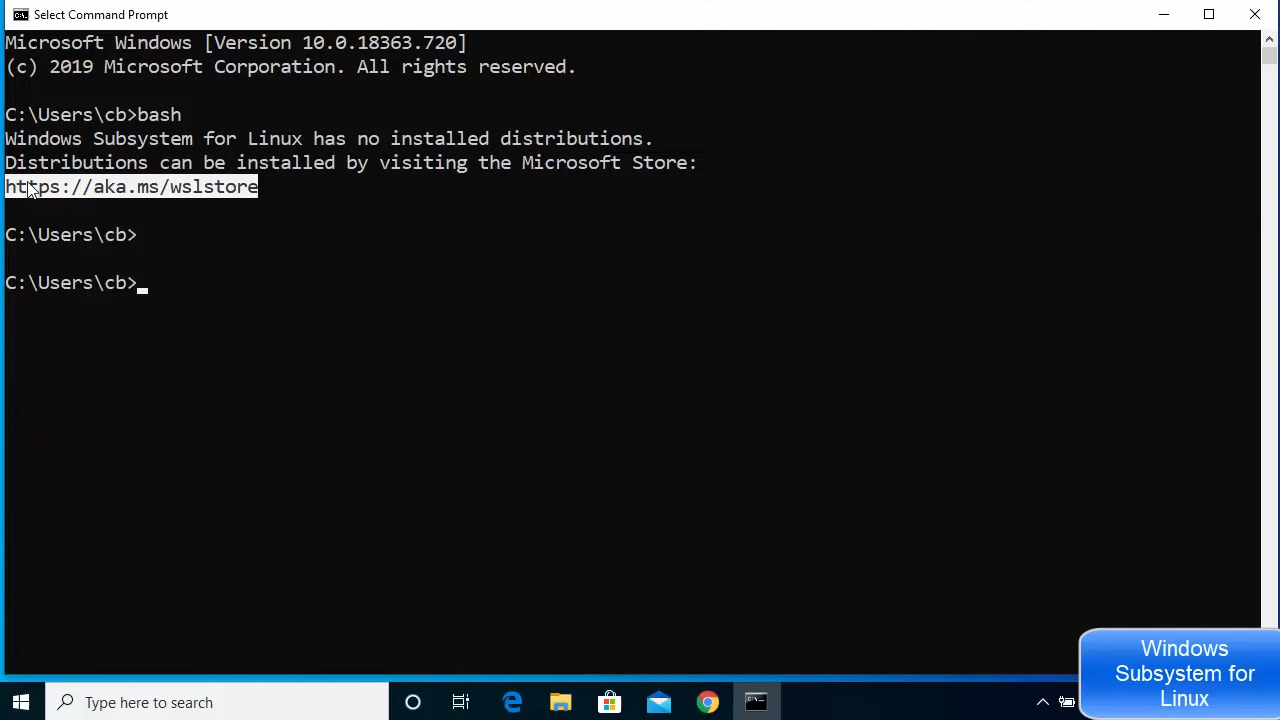 Select Command Prompt
Microsoft Windows [Version 10.0.18363.720]
(c) 2019 Microsoft Corporation. All rights reserved.
C:\Users\cb>bash
Windows Subsystem for Linux has no installed distributions.
Distributions can be installed by visiting the Microsoft Store:
https://aka.ms/wslstore
C:\Users\cb>
C:\Users\cb>
Windows
Subsystem for
Linux
Type here to search